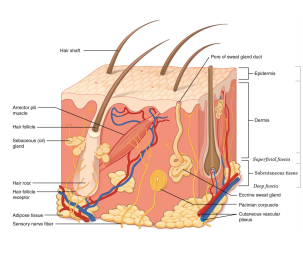 Hair shaft
Pore of sweat gland duct
Epidermis
Arrector pili
muscle
Dermis
Hair follicle
Sebaceous (oil)
gland
Superficial fascia
Subcutaneous tissue
Hair root
Deep fascia
Hair follicle
receptor
Eccrine sweat gland
Pacinian corpuscle
Adipose tissue
Cutaneous vascular
plexus
Sensory nerve fiber